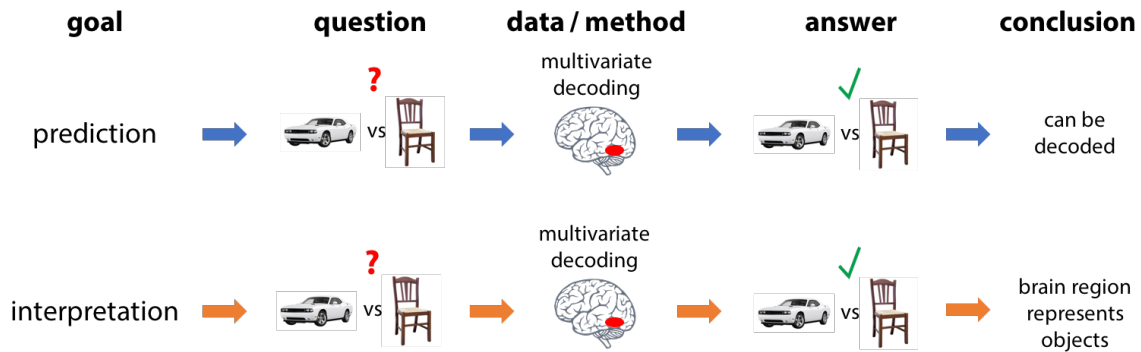 goal question data / method answer conclusion
?
multivariate
decoding
prediction
vs
vs
can be
decoded
?
multivariate
decoding
interpretation
vs
vs
brain region
represents
objects